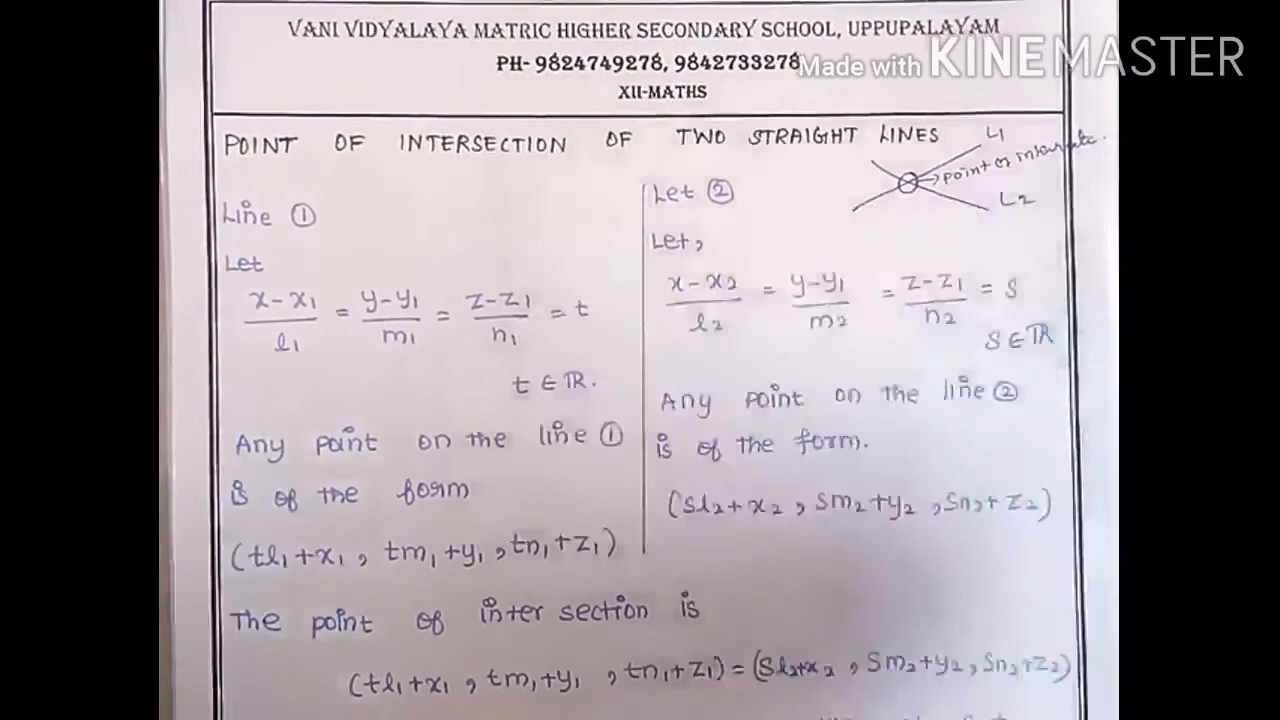 VANI VIDYALAYA MATRIC HIGHER SECONDARY SCHOOL, UPPUPALAYAM
PH- 9824749278, 9842733278
Made with KINEMASTER
XII-MATHS
POINT OF INTERSECTION OF TWO STRAIGHT LINES
L1
point of
L2
Line ①
Let
x-x₁/l₁ = y-y₁/m₁ = z-z₁/n₁ = t
t ∈ ℝ.
Any point on the line ①
is of the form
(tl₁+x₁, tm₁+y₁, tn₁+z₁)
Let ②
Let,
x-x₂/l₂ = y-y₁/m₂ = z-z₁/n₂ = s
s ∈ ℝ
Any point on the line ②
is of the form.
(sl₂+x₂, sm₂+y₂, sn₂+z₂)
The point of inter section is
(tl₁+x₁, tm₁+y₁, tn₁+z₁) = (sl₂+x₂, sm₂+y₂, sn₂+z₂)